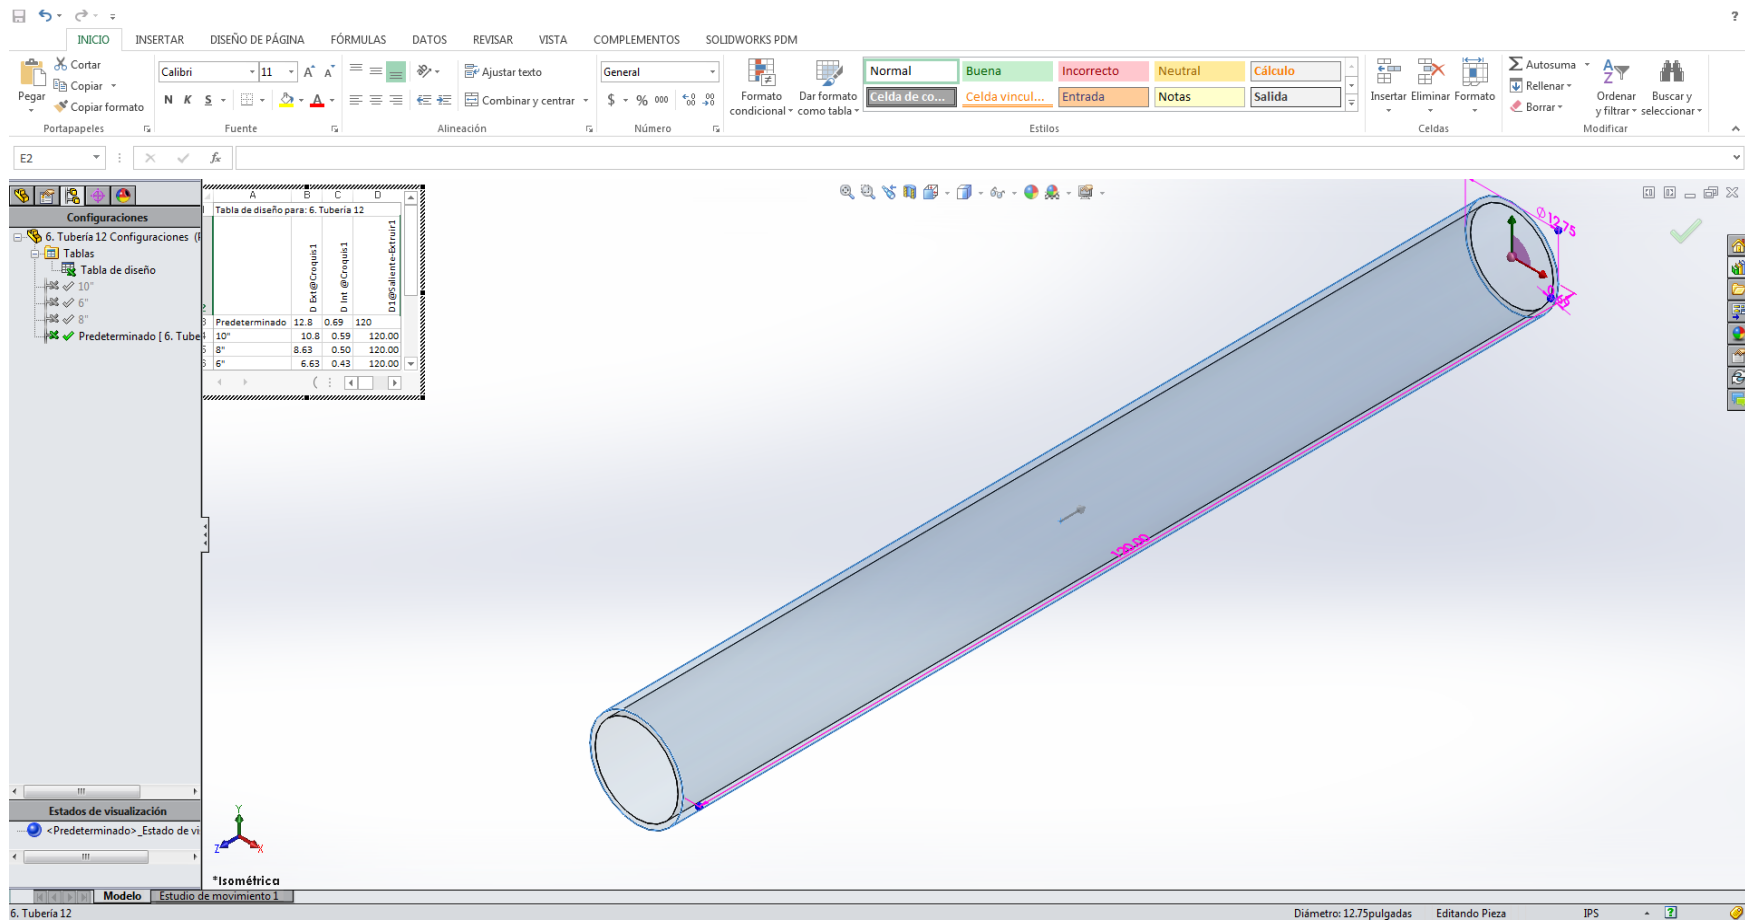 ?
INICIO INSERTAR DISEÑO DE PÁGINA FÓRMULAS DATOS REVISAR VISTA COMPLEMENTOS SOLIDWORKS PDM
Pegar
Cortar
Copiar
Copiar formato
Portapapeles
Calibri 11
N K S
Fuente
Ajustar texto
Combinar y centrar
Alineación
General
$ % 000
Número
Formato condicional
Dar formato como tabla
Normal Buena Incorrecto Neutral Cálculo
Celda de co... Celda vincul... Entrada Notas Salida
Estilos
Insertar Eliminar Formato
Celdas
Autosuma
Rellenar
Borrar
Ordenar y filtrar
Buscar y seleccionar
Modificar
E2 fx
Configuraciones
6. Tubería 12 Configuraciones
Tablas
Tabla de diseño
10"
6"
8"
Predeterminado [ 6. Tube
A B C D
Tabla de diseño para: 6. Tubería 12
D Ext@Croquis1
D Int @Croquis1
D1@Saliente-Extruir1
Predeterminado 12.8 0.69 120
10" 10.8 0.59 120.00
8" 8.63 0.50 120.00
6" 6.63 0.43 120.00
Ø12.75
120.00
Estados de visualización
<Predeterminado>_Estado de vi
Y
Z X
*Isométrica
Modelo Estudio de movimiento 1
6. Tubería 12 Diámetro: 12.75pulgadas Editando Pieza IPS ?